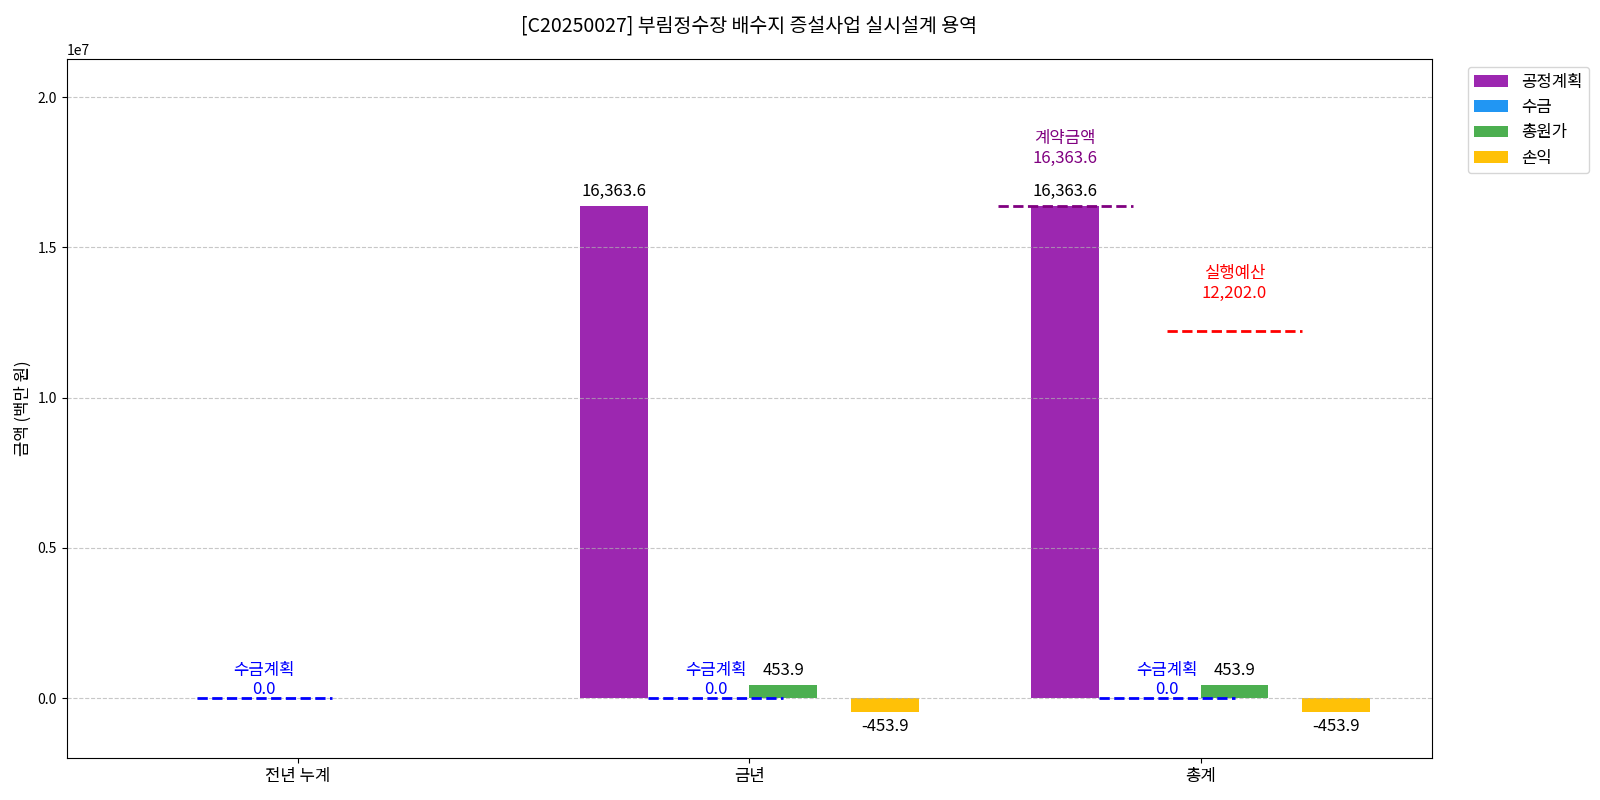 [C20250027] 부림정수장 배수지 증설사업 실시설계 용역
1e7
2.0
1.5
1.0
0.5
0.0
금액 (백만 원)
공정계획
수금
총원가
손익
계약금액
16,363.6
16,363.6
16,363.6
실행예산
12,202.0
수금계획
0.0
수금계획
0.0
453.9
-453.9
수금계획
0.0
453.9
-453.9
전년 누계
금년
총계